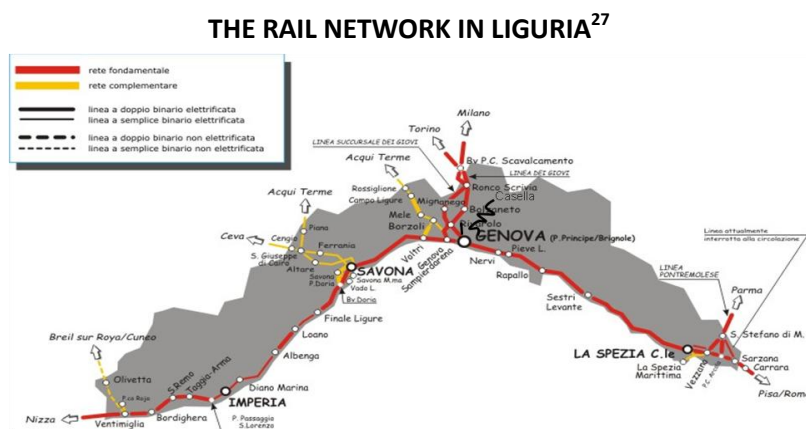 THE RAIL NETWORK IN LIGURIA27
rete fondamentale
rete complementare
linea a doppio binario elettrificata
linea a semplice binario elettrificata
linea a doppio binario non elettrificata
linea a semplice binario non elettrificata
Milano
Torino
LINEA SUCCURSALE DEI GIOVI
Bv P.C. Scavalcamento
Acqui Terme
LINEA DEI GIOVI
Rossiglione
Ronco Scrivia
Campo Ligure
Mignanego
Casella
Acqui Terme
Mele
Bolzaneto
Borzoli
Rivarolo
Piana
GENOVA (P.Principe/Brignole)
Linea attualmente
interrotta alla circolazione
Ceva
Cengio
Ferrania
Voltri
Genova
Sampierdarena
Nervi
Pieve L.
S. Giuseppe
di Cairo
Altare
SAVONA
Savona
P.Doria
Savona M.ma
Vado L.
Rapallo
LINEA
PONTREMOLESE
Bv.Doria
Sestri
Levante
Parma
Finale Ligure
Breil sur Roya/Cuneo
Loano
S. Stefano di M.
Albenga
LA SPEZIA C.le
La Spezia
Marittima
Vezzano
Sarzana
Carrara
Olivetta
S.Remo
Taggia-Arma
Diano Marina
Pisa/Roma
IMPERIA
Nizza
Ventimiglia
Bordighera
P. Passaggio
S.Lorenzo